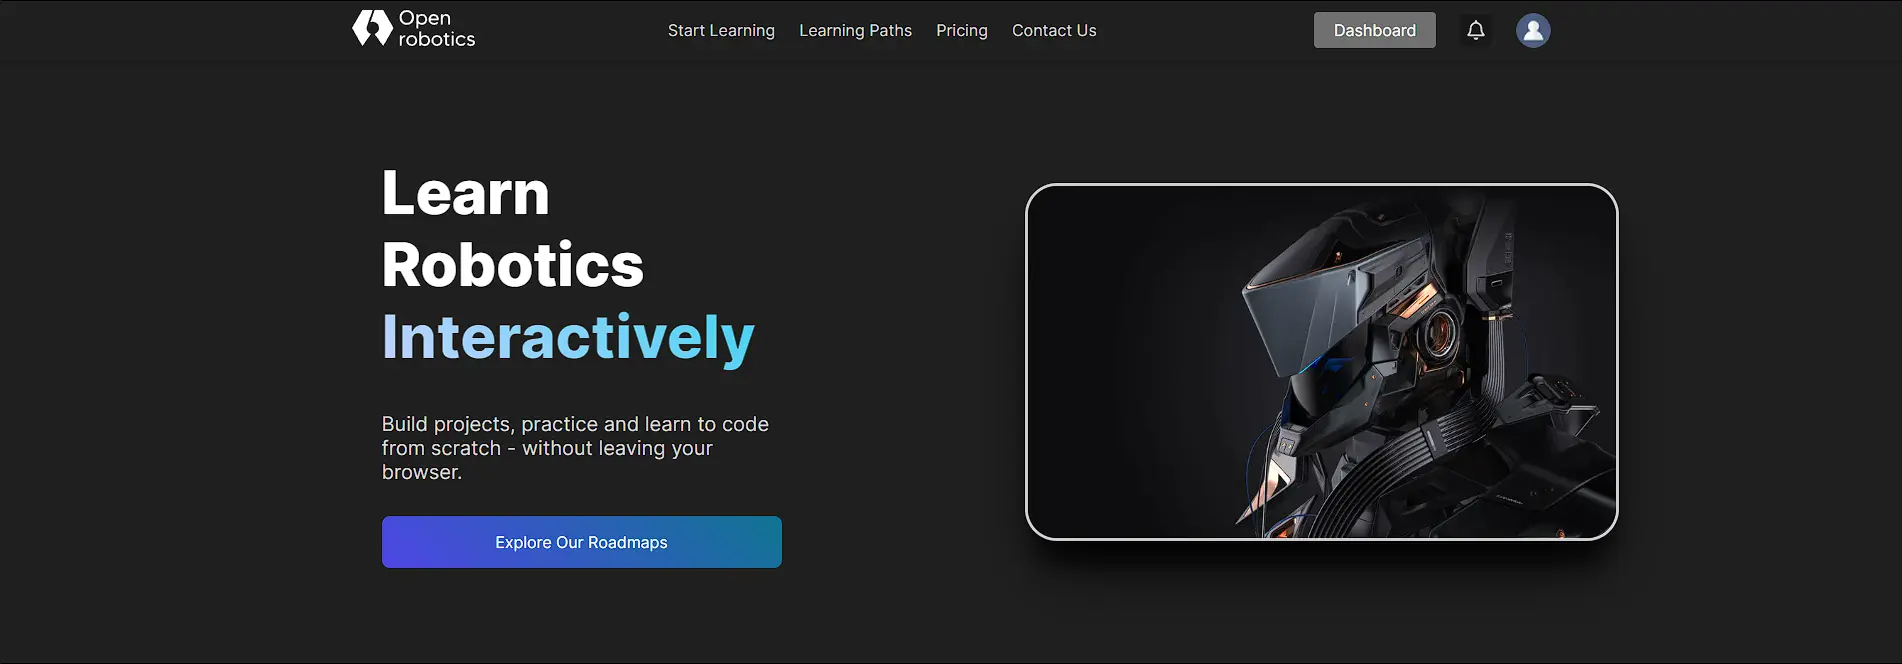 Open
robotics
Start Learning
Learning Paths
Pricing
Contact Us
Dashboard
Learn
Robotics
Interactively
Build projects, practice and learn to code
from scratch - without leaving your
browser.
Explore Our Roadmaps